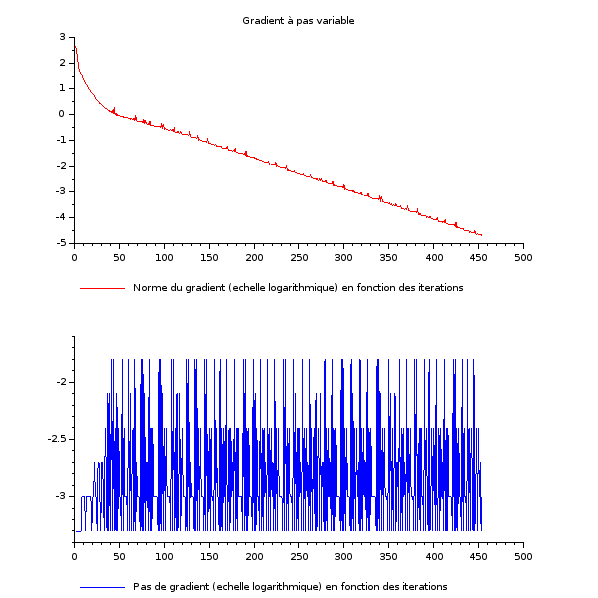 Gradient à pas variable
3
2
1
0
-1
-2
-3
-4
-5
0 50 100 150 200 250 300 350 400 450 500
Norme du gradient (echelle logarithmique) en fonction des iterations
-2
-2.5
-3
0 50 100 150 200 250 300 350 400 450 500
Pas de gradient (echelle logarithmique) en fonction des iterations